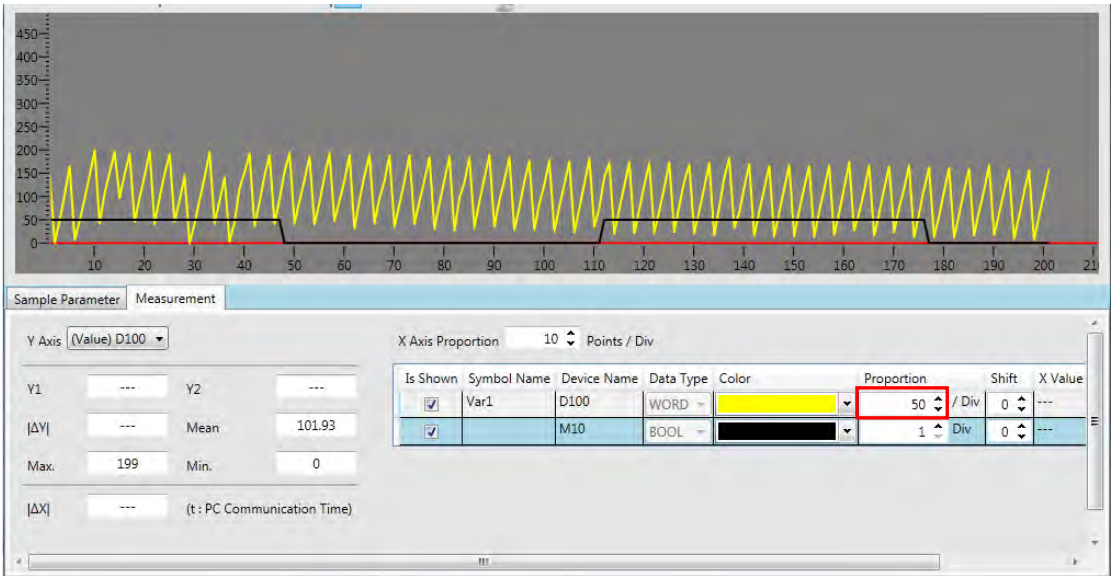 450
400
350
300
250
200
150
100
50
0
10 20 30 40 50 60 70 80 90 100 110 120 130 140 150 160 170 180 190 200 21
Sample Parameter Measurement
Y Axis (Value) D100 X Axis Proportion 10 Points / Div
Is Shown Symbol Name Device Name Data Type Color Proportion Shift X Value
Y1 --- Y2 --- Var1 D100 WORD 50 / Div 0 ---
|ΔY| --- Mean 101.93 M10 BOOL 1 Div 0 ---
Max. 199 Min. 0
|ΔX| --- (t : PC Communication Time)